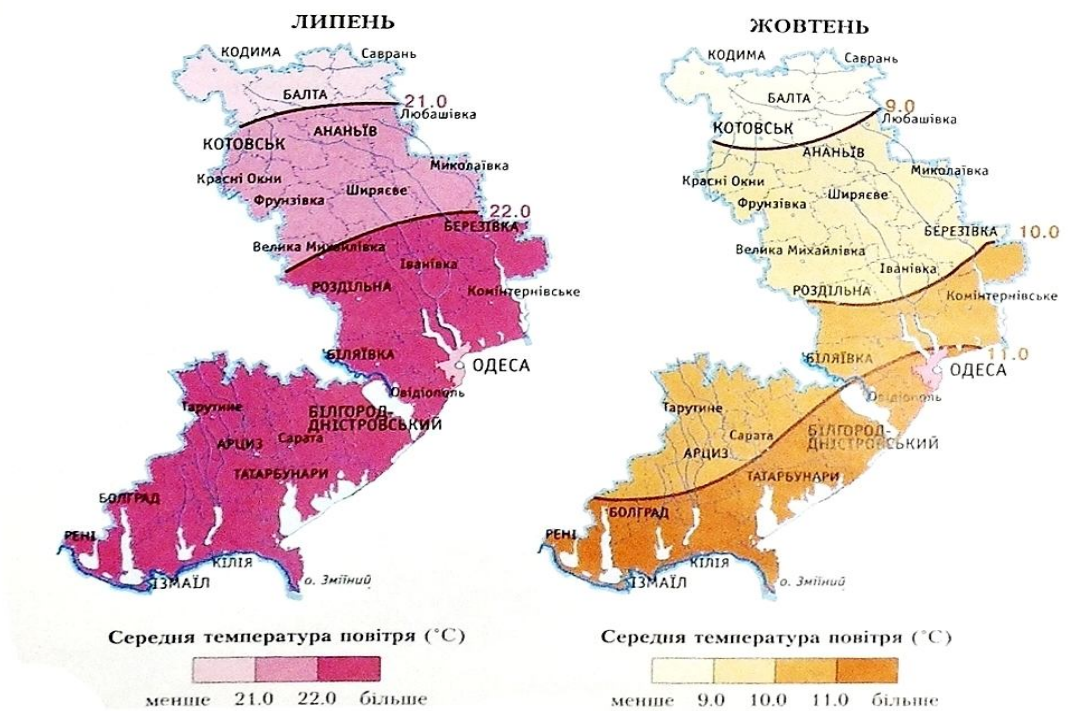 ЛИПЕНЬ
КОДИМА
Саврань
БАЛТА
21.0
Любашівка
АНАНЬЇВ
КОТОВСЬК
Миколаївка
Красні Окни
Ширяєве
Фрунзівка
22.0
БЕРЕЗІВКА
Велика Михайлівка
Іванівка
РОЗДІЛЬНА
Комінтернівське
БІЛЯЇВКА
ОДЕСА
Овідіополь
Тарутине
БІЛГОРОД-
ДНІСТРОВСЬКИЙ
Сарата
АРЦИЗ
ТАТАРБУНАРИ
БОЛГРАД
РЕНІ
КІЛІЯ
ІЗМАЇЛ
о. Зміїний
Середня температура повітря (°C)
менше 21.0 22.0 більше
ЖОВТЕНЬ
КОДИМА
Саврань
БАЛТА
9.0
Любашівка
КОТОВСЬК
АНАНЬЇВ
Миколаївка
Красні Окни
Ширяєве
Фрунзівка
БЕРЕЗІВКА
10.0
Велика Михайлівка
Іванівка
РОЗДІЛЬНА
Комінтернівське
БІЛЯЇВКА
11.0
ОДЕСА
Овідіополь
Тарутине
БІЛГОРОД-
ДНІСТРОВСЬКИЙ
Сарата
АРЦИЗ
ТАТАРБУНАРИ
БОЛГРАД
РЕНІ
КІЛІЯ
ІЗМАЇЛ
о. Зміїний
Середня температура повітря (°C)
менше 9.0 10.0 11.0 більше